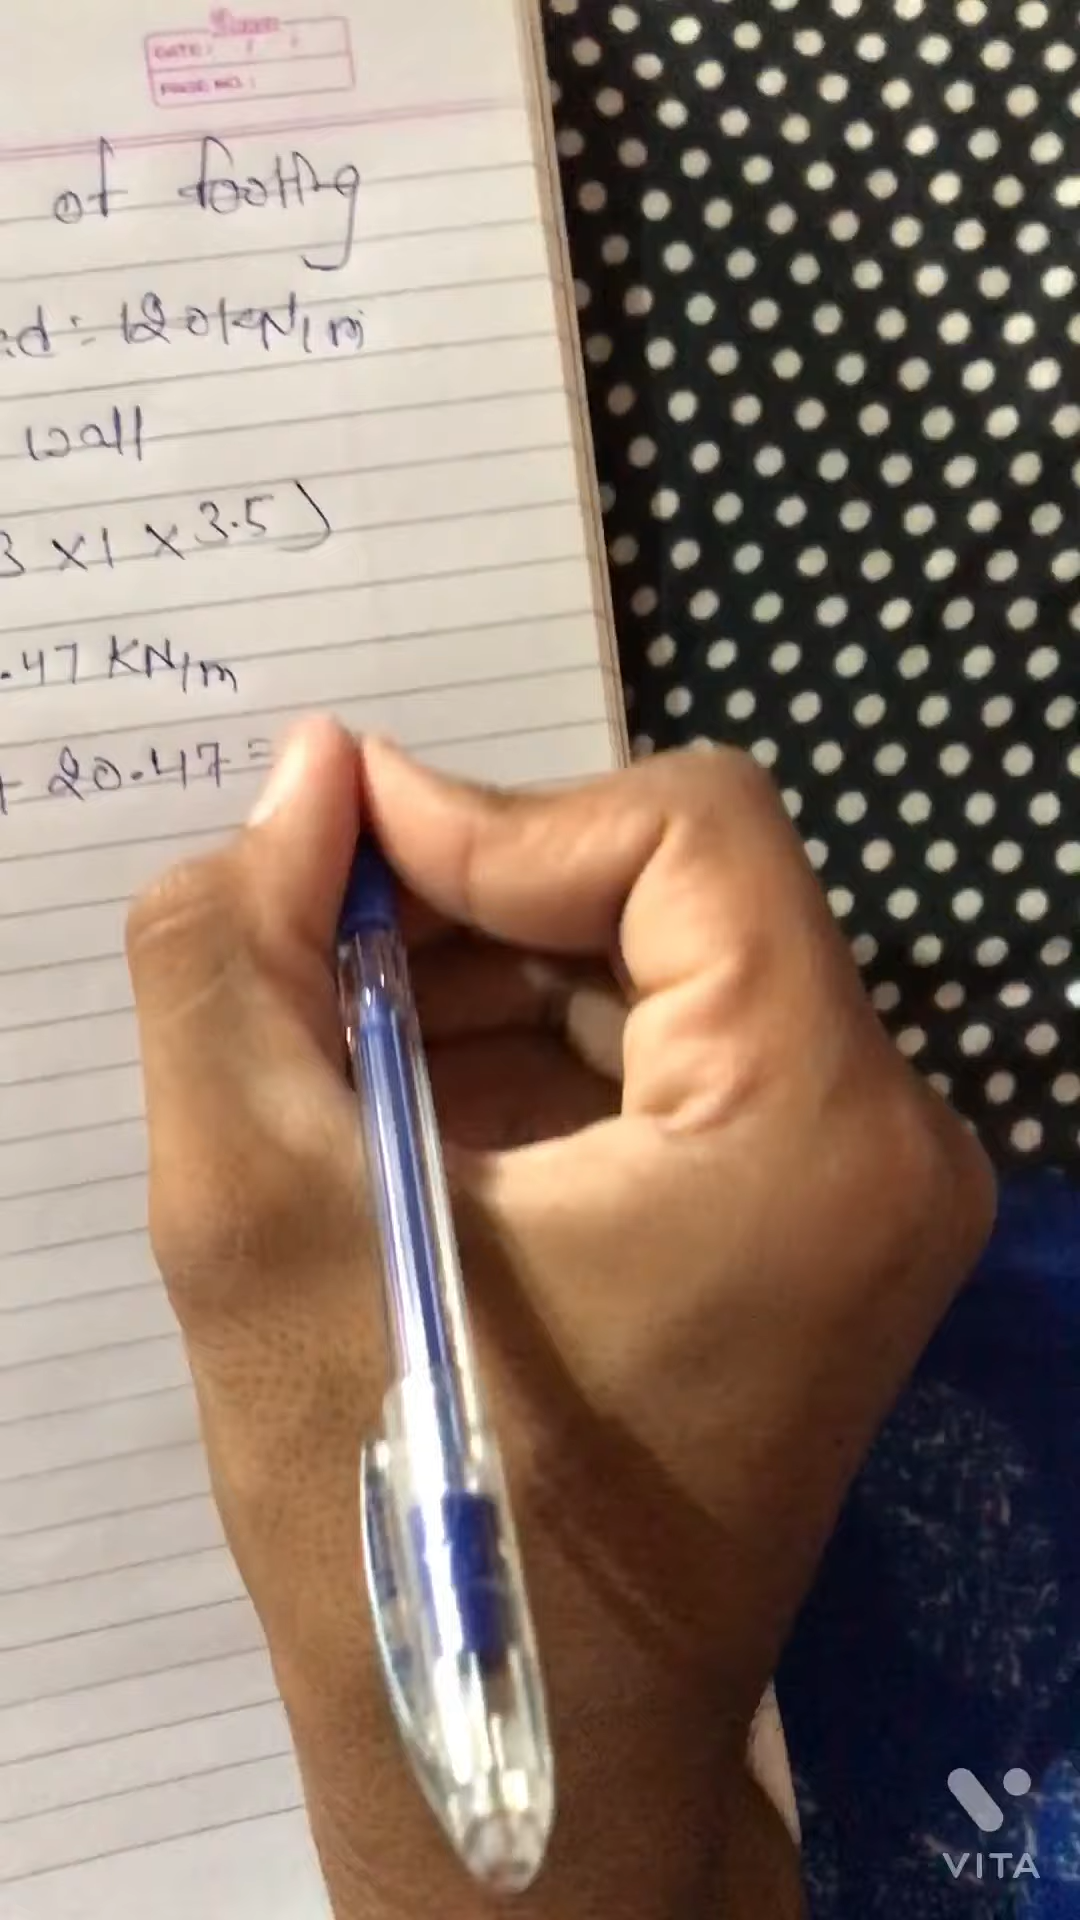 DATE: / /
PAGE NO.:
of footing
d: 120 KN/m
wall
3 x 1 x 3.5)
.47 KN/m
+ 20.47 =
VITA